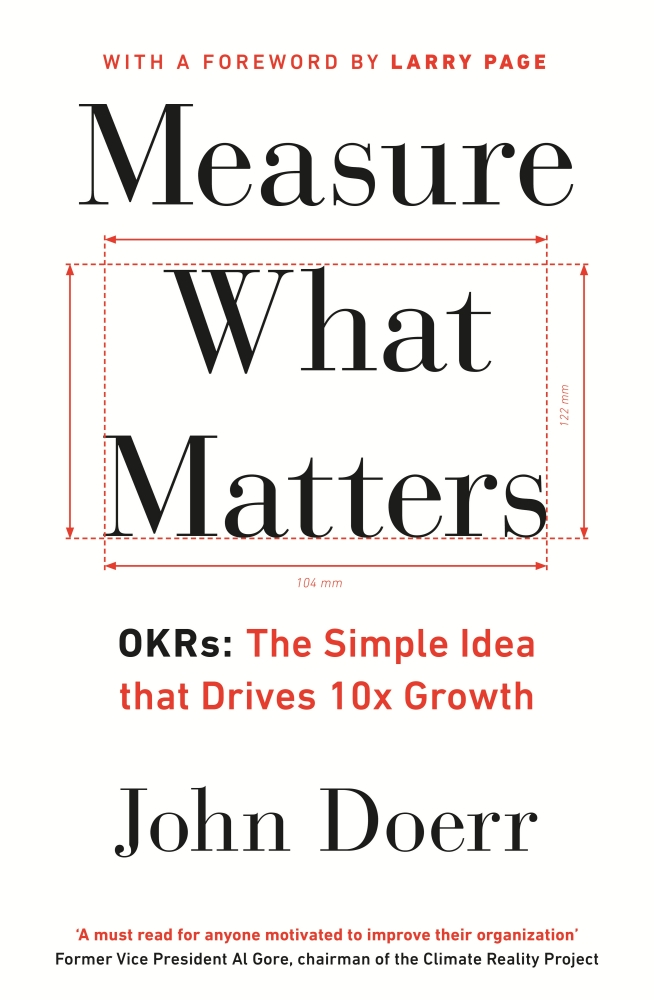 WITH A FOREWORD BY LARRY PAGE
Measure
What
122 mm
Matters
104 mm
OKRs: The Simple Idea
that Drives 10x Growth
John Doerr
‘A must read for anyone motivated to improve their organization’
Former Vice President Al Gore, chairman of the Climate Reality Project